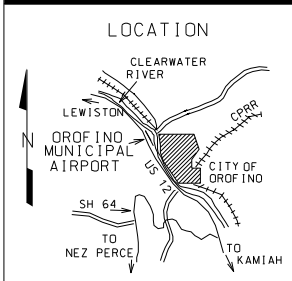 LOCATION
CLEARWATER
RIVER
LEWISTON
CPRR
N
OROFINO
MUNICIPAL
AIRPORT
US 12
CITY OF
OROFINO
SH 64
TO
NEZ PERCE
TO
KAMIAH